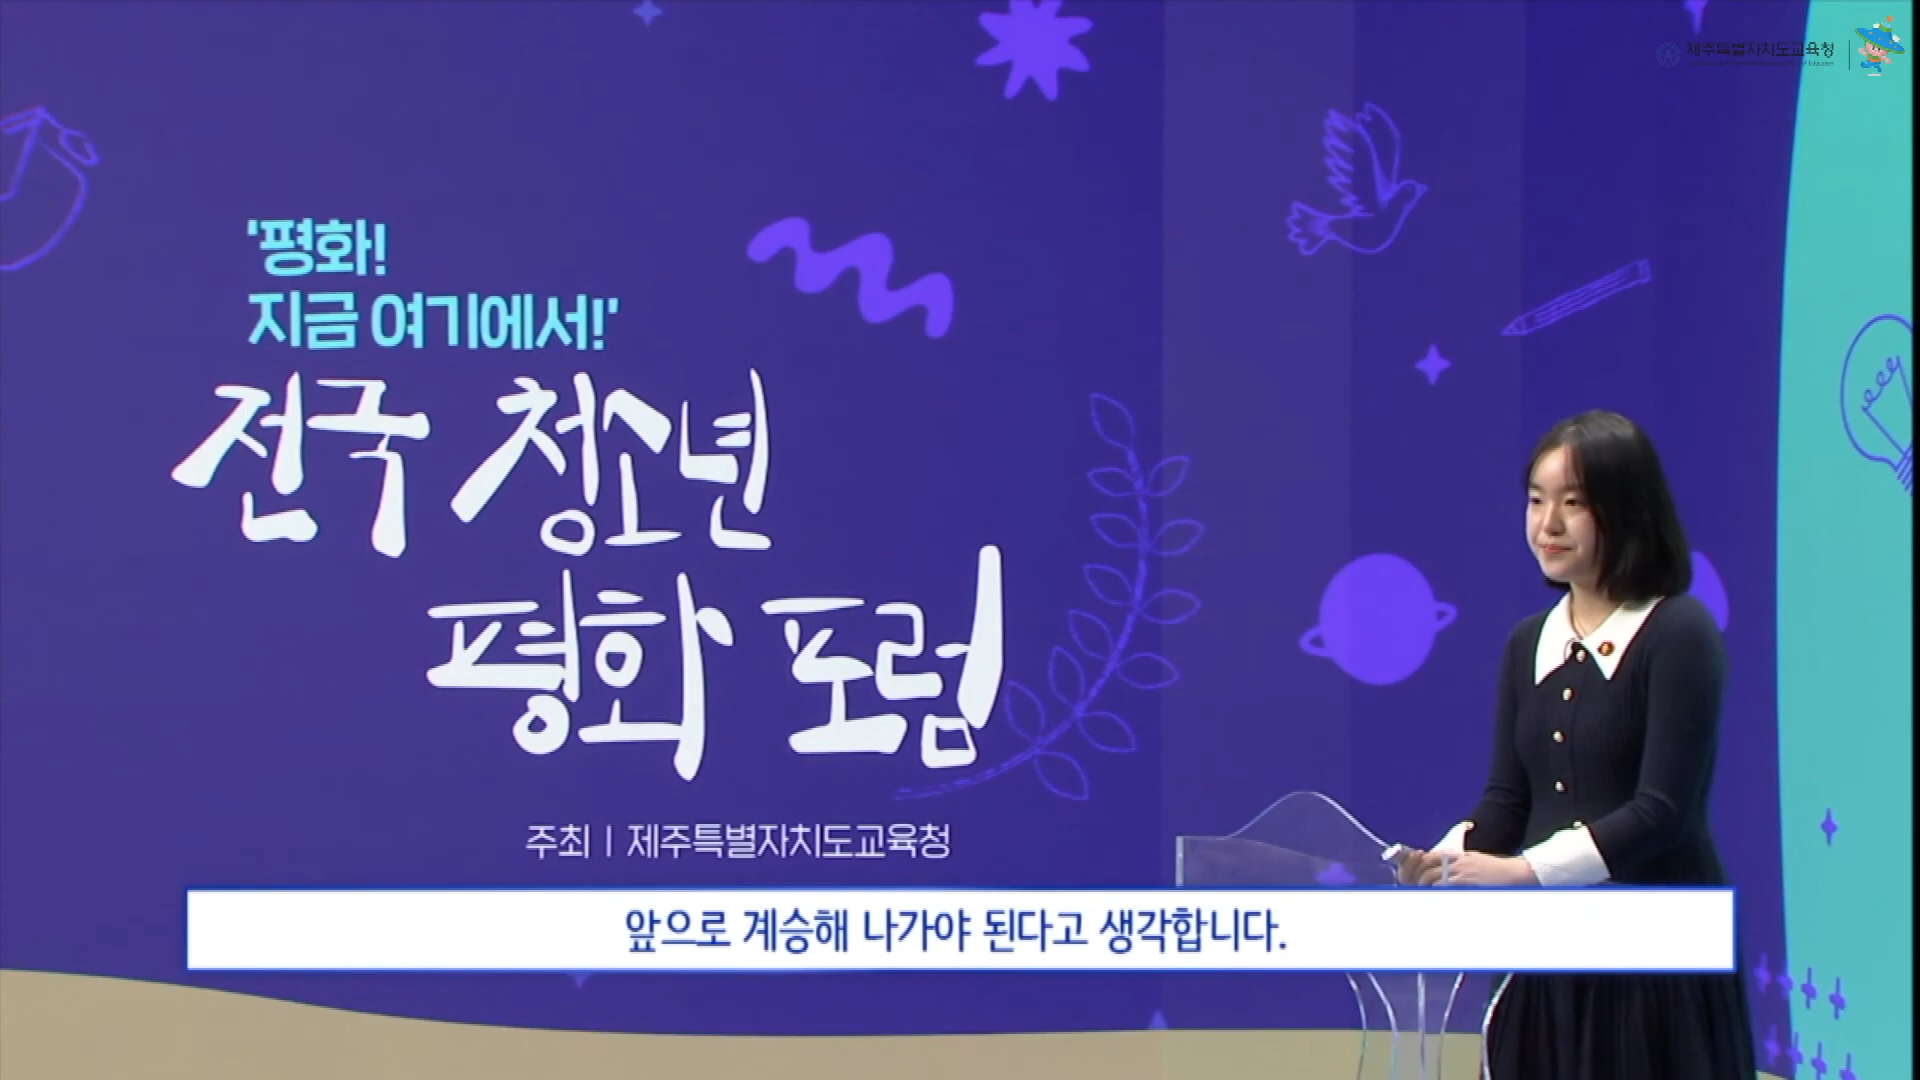 제주특별자치도교육청
'평화!
지금 여기에서!'
전국 청소년
평화 포럼
주최 | 제주특별자치도교육청
앞으로 계승해 나가야 된다고 생각합니다.